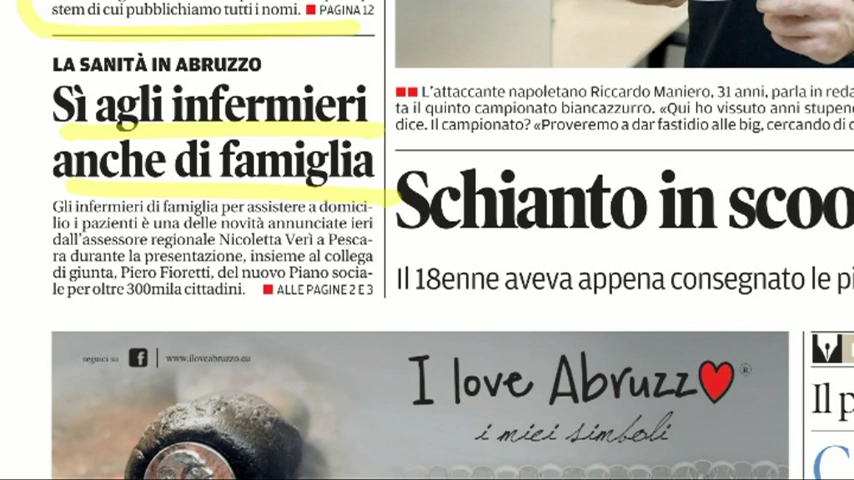 stem di cui pubblichiamo tutti i nomi. ■ PAGINA 12
LA SANITÀ IN ABRUZZO
Sì agli infermieri
anche di famiglia
Gli infermieri di famiglia per assistere a domici-
lio i pazienti è una delle novità annunciate ieri
dall'assessore regionale Nicoletta Verì a Pesca-
ra durante la presentazione, insieme al collega
di giunta, Piero Fioretti, del nuovo Piano socia-
le per oltre 300mila cittadini. ■ ALLE PAGINE 2 E 3
■■ L'attaccante napoletano Riccardo Maniero, 31 anni, parla in reda
ta il quinto campionato biancazzurro. «Qui ho vissuto anni stupend
dice. Il campionato? «Proveremo a dar fastidio alle big, cercando di
Schianto in scoo
Il 18enne aveva appena consegnato le pi
seguici su
www.iloveabruzzo.eu
I love Abruzz
®
i miei simboli
Il p